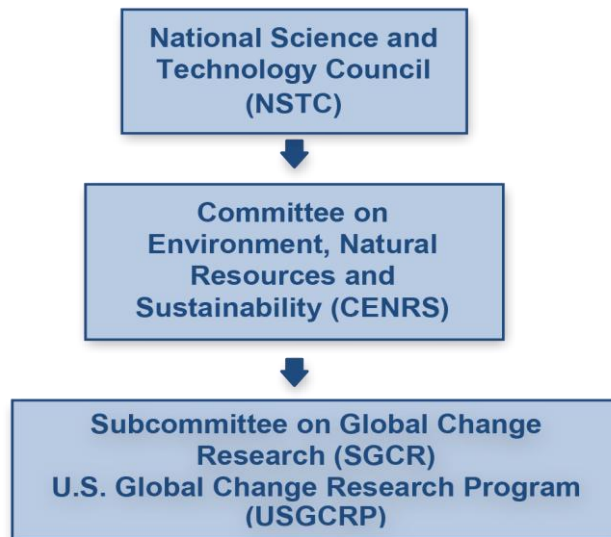 National Science and
Technology Council
(NSTC)
Committee on
Environment, Natural
Resources and
Sustainability (CENRS)
Subcommittee on Global Change
Research (SGCR)
U.S. Global Change Research Program
(USGCRP)